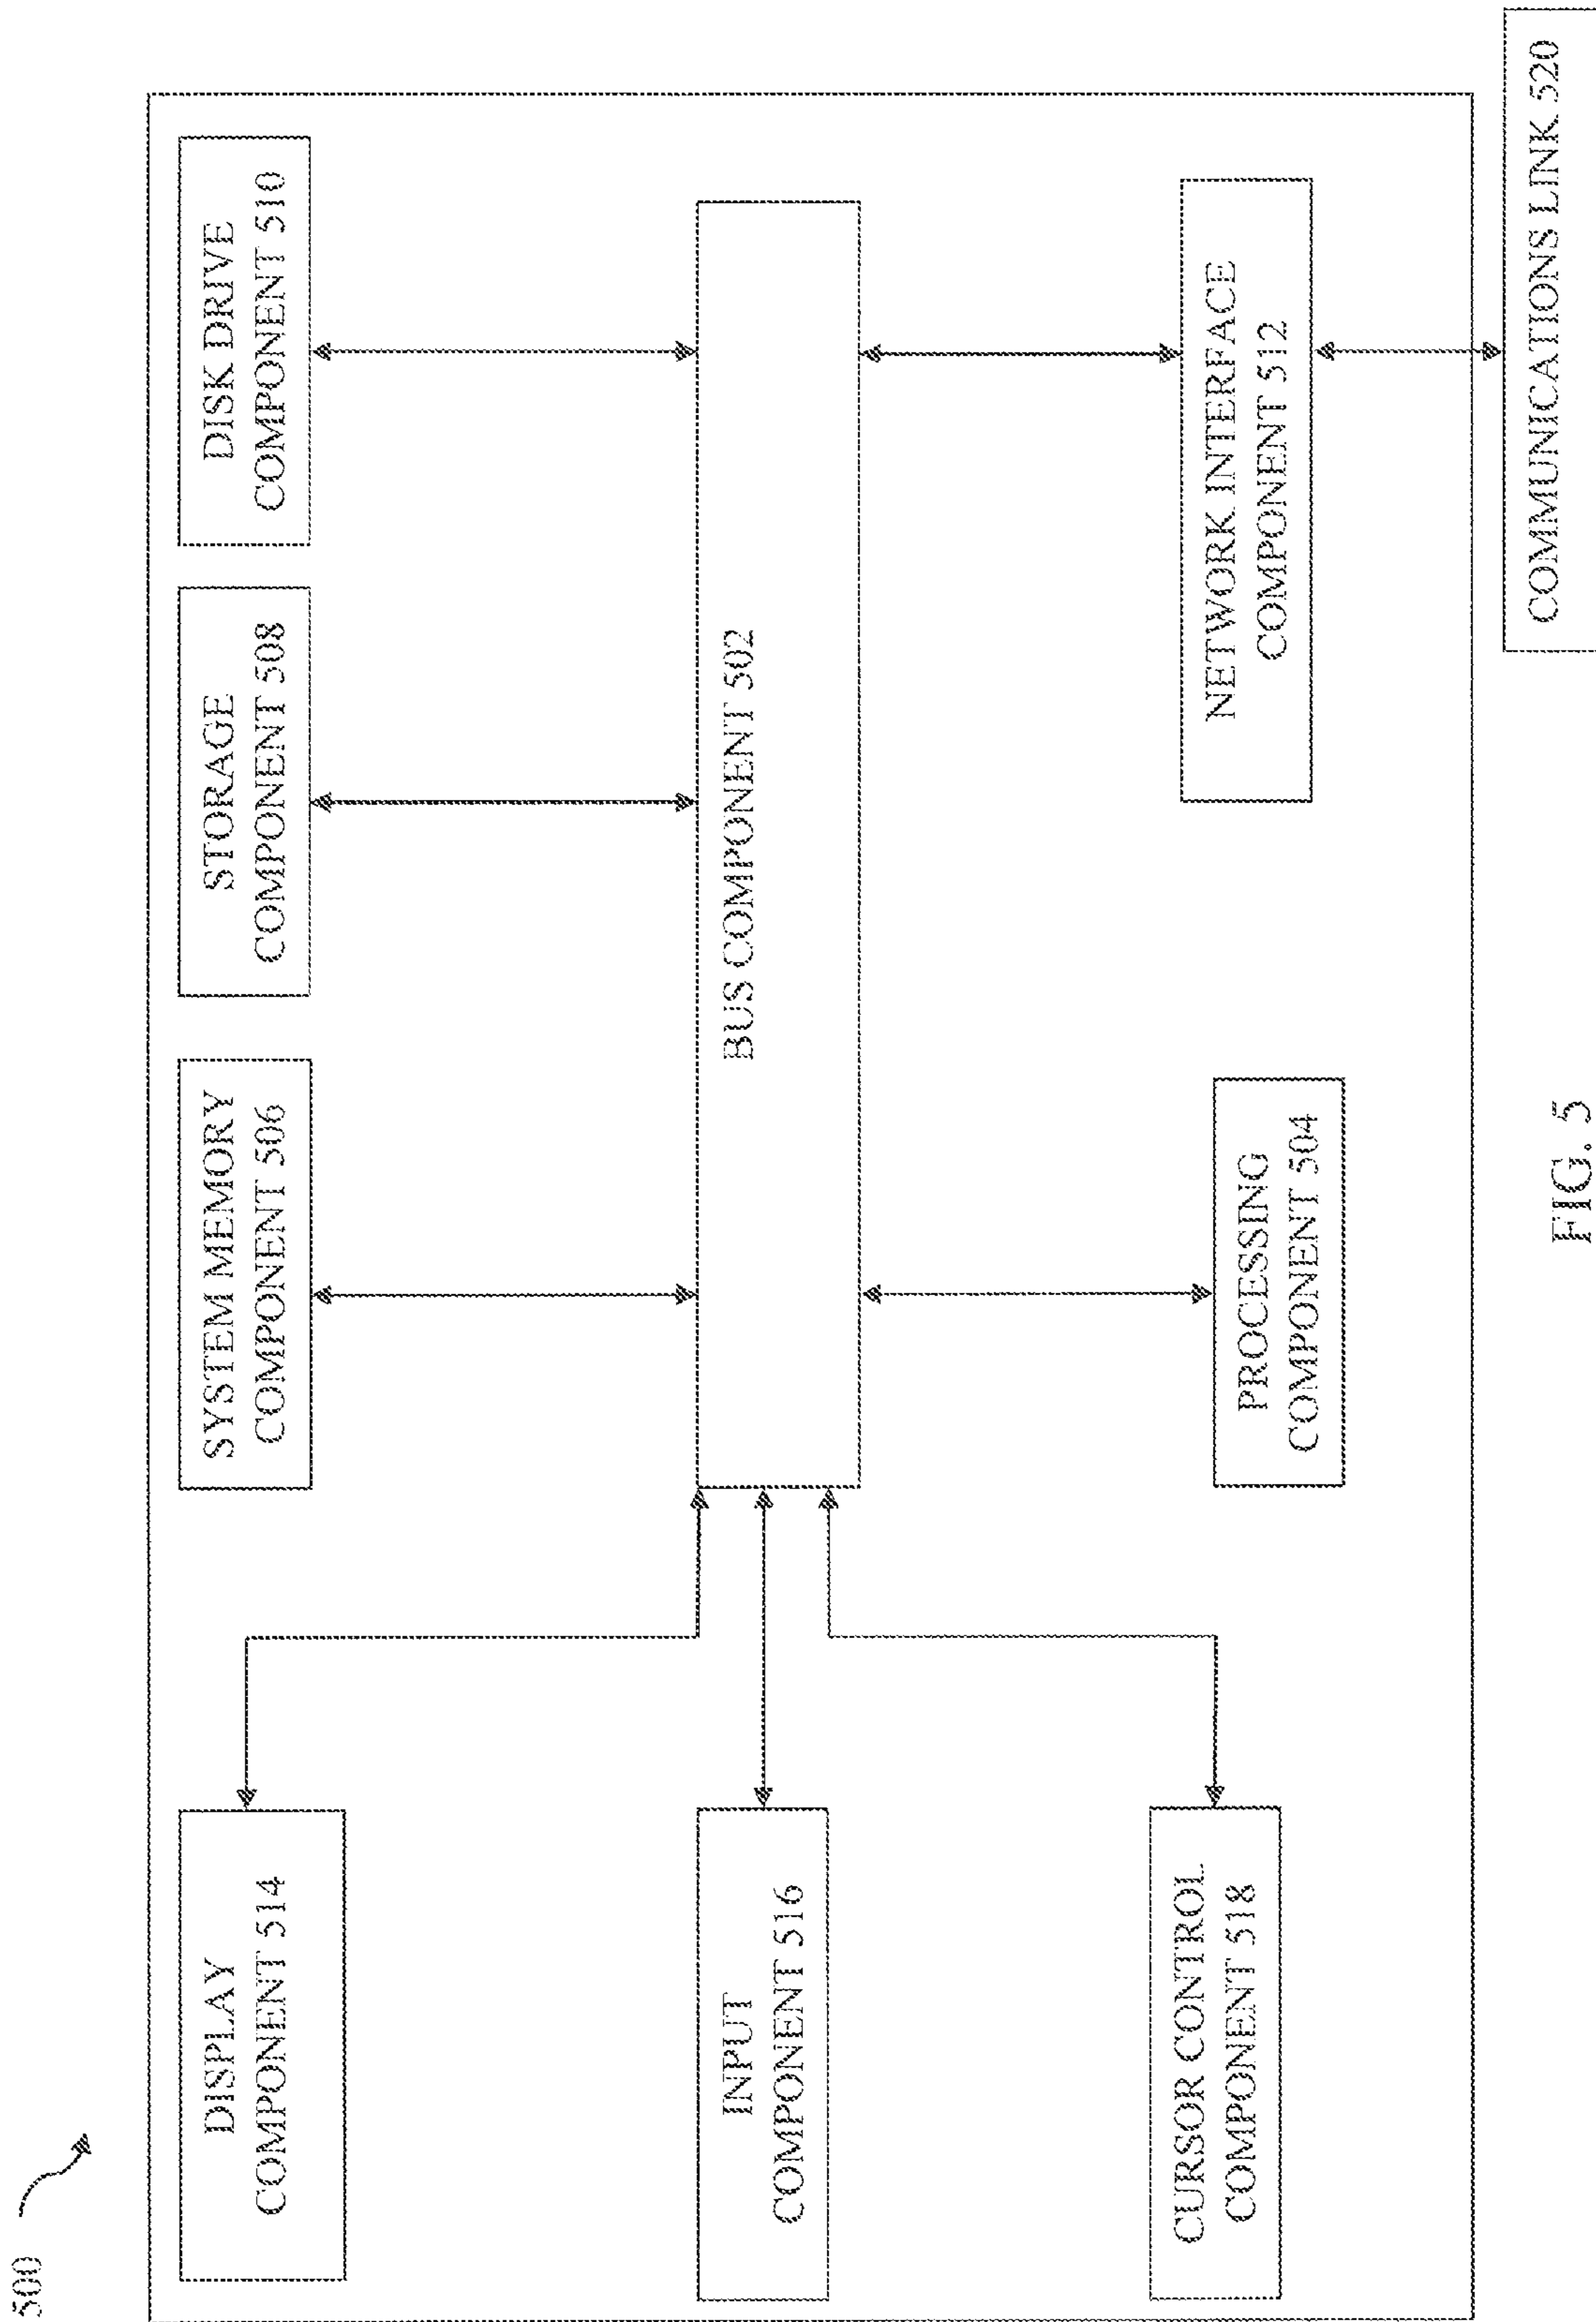 500
DISPLAY
COMPONENT 514
SYSTEM MEMORY
COMPONENT 506
STORAGE
COMPONENT 508
DISK DRIVE
COMPONENT 510
INPUT
COMPONENT 516
BUS COMPONENT 502
CURSOR CONTROL
COMPONENT 518
PROCESSING
COMPONENT 504
NETWORK INTERFACE
COMPONENT 512
COMMUNICATIONS LINK 520
FIG. 5